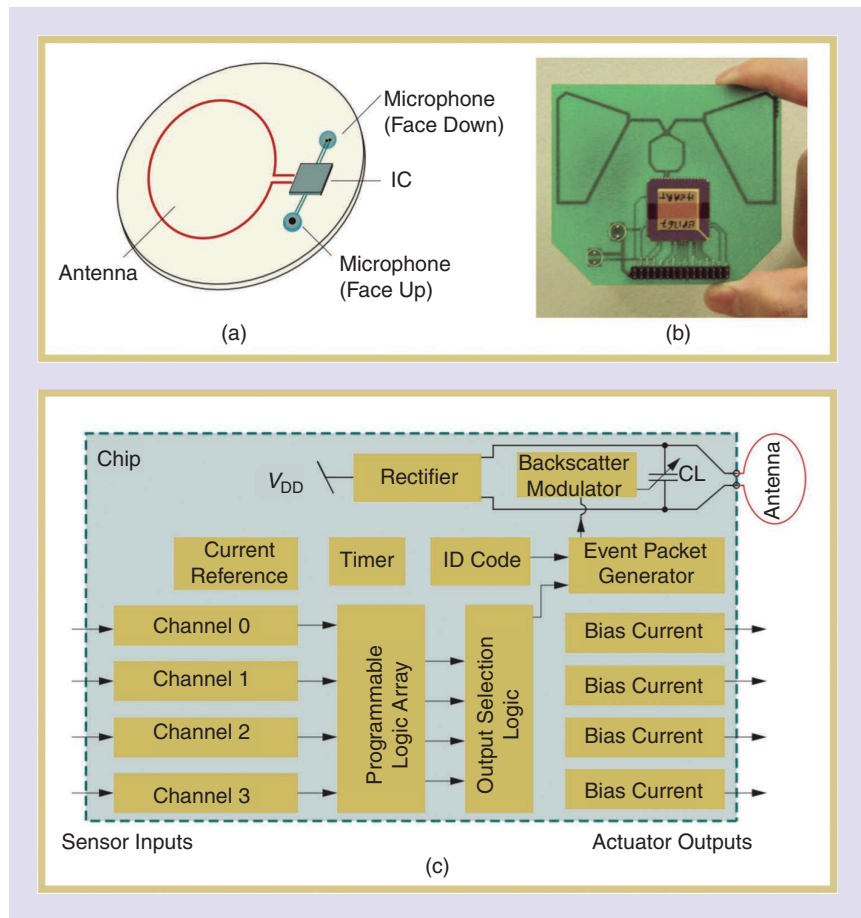 Microphone
(Face Down)
IC
Antenna
Microphone
(Face Up)
(a)
(b)
Chip
V_DD
Rectifier
Backscatter
Modulator
CL
Antenna
Current
Reference
Timer
ID Code
Event Packet
Generator
Channel 0
Channel 1
Channel 2
Channel 3
Programmable
Logic Array
Output Selection
Logic
Bias Current
Bias Current
Bias Current
Bias Current
Sensor Inputs
Actuator Outputs
(c)